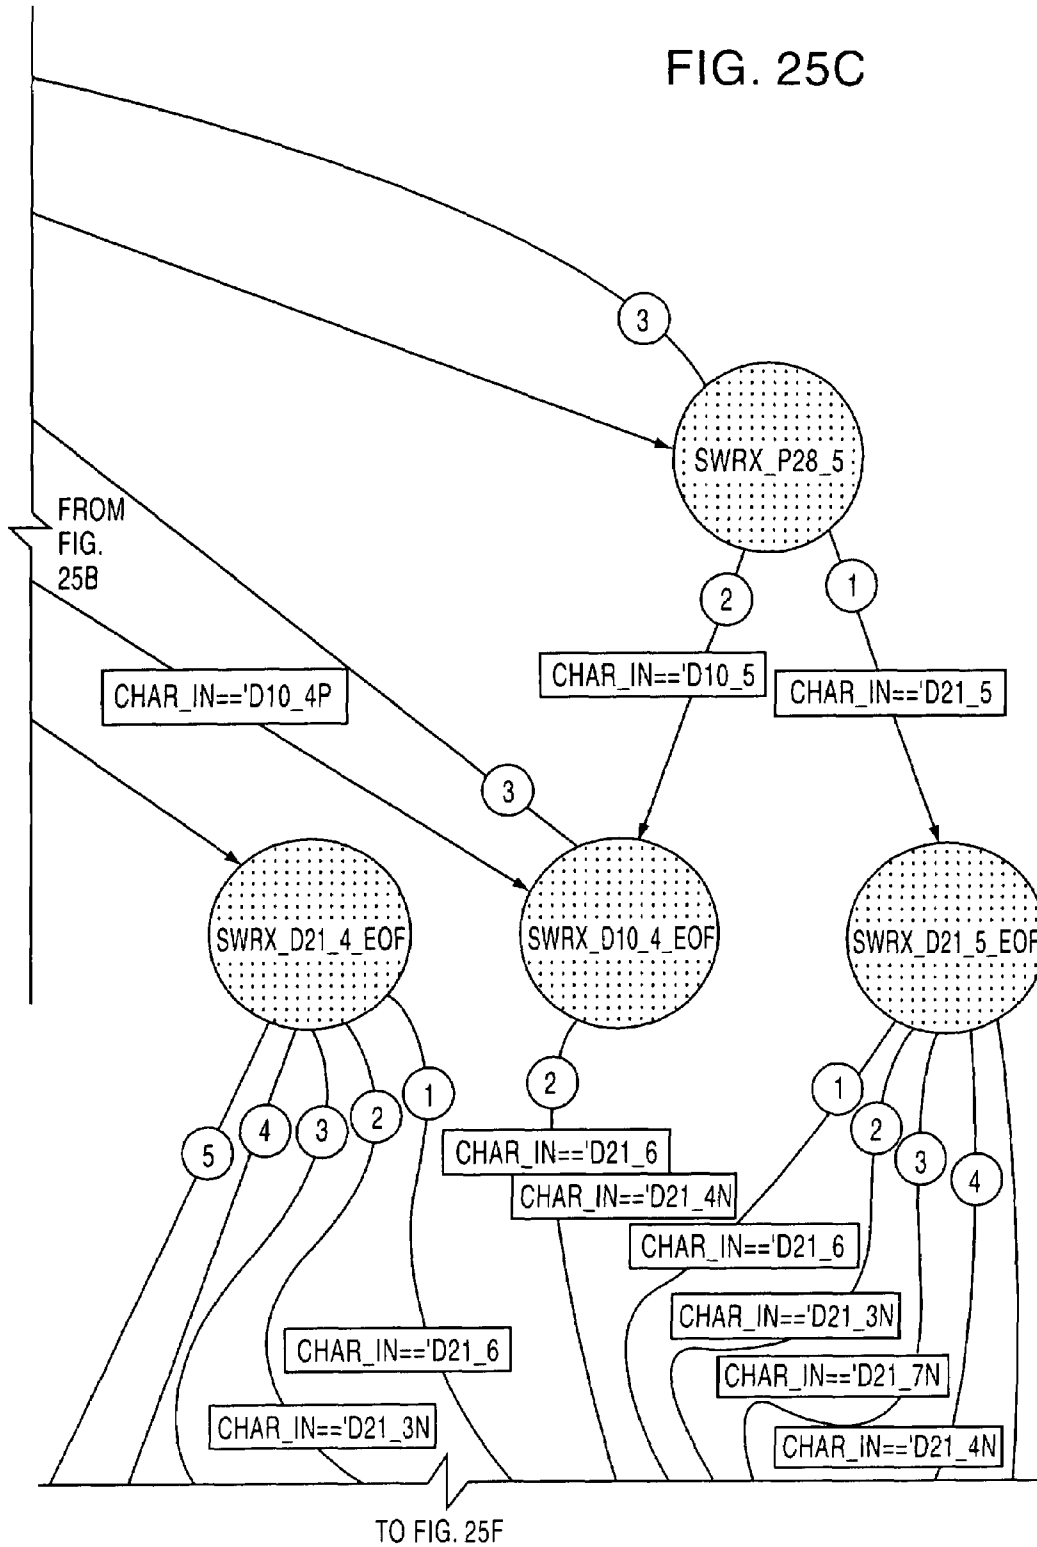 FIG. 25C
3
SWRX_P28_5
FROM
FIG.
25B
2
1
CHAR_IN=='D10_4P
CHAR_IN=='D10_5
CHAR_IN=='D21_5
3
SWRX_D21_4_EOF
SWRX_D10_4_EOF
SWRX_D21_5_EOF
5
4
3
2
1
2
1
2
3
4
CHAR_IN=='D21_6
CHAR_IN=='D21_4N
CHAR_IN=='D21_6
CHAR_IN=='D21_3N
CHAR_IN=='D21_6
CHAR_IN=='D21_7N
CHAR_IN=='D21_3N
CHAR_IN=='D21_4N
TO FIG. 25F